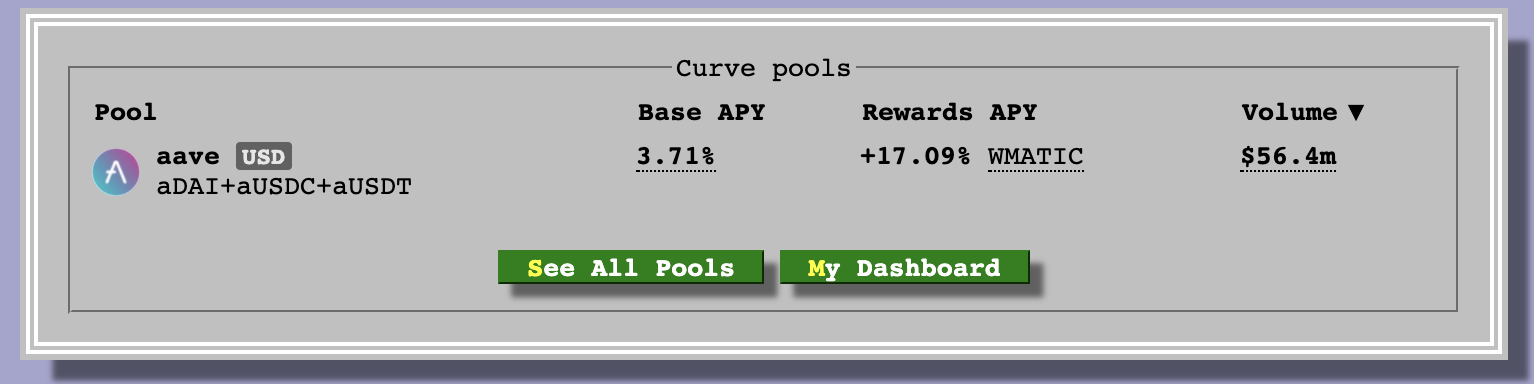 Curve pools
Pool Base APY Rewards APY Volume ▼
aave USD 3.71% +17.09% WMATIC $56.4m
aDAI+aUSDC+aUSDT
See All Pools My Dashboard